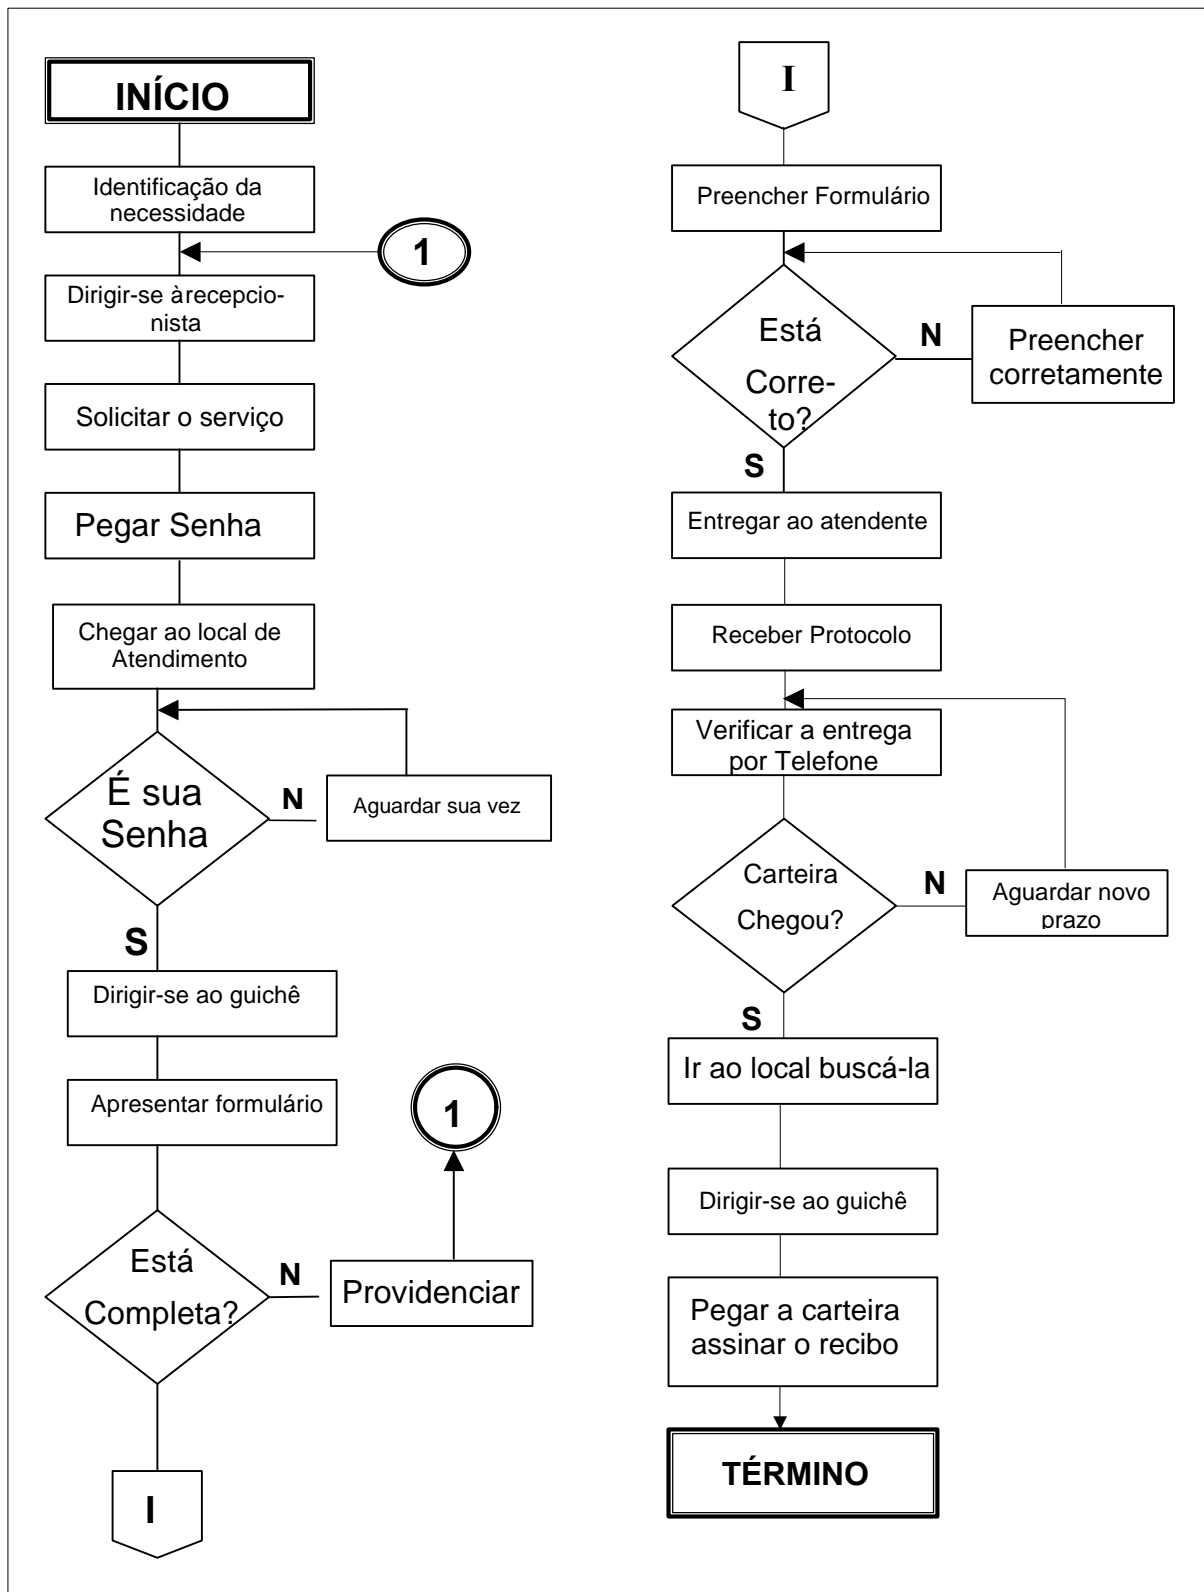 INÍCIO
Identificação da
necessidade
1
Dirigir-se àrecepcio-
nista
Solicitar o serviço
Pegar Senha
Chegar ao local de
Atendimento
É sua
Senha
N
Aguardar sua vez
S
Dirigir-se ao guichê
Apresentar formulário
1
Está
Completa?
N
Providenciar
I
I
Preencher Formulário
Está
Corre-
to?
N
Preencher
corretamente
S
Entregar ao atendente
Receber Protocolo
Verificar a entrega
por Telefone
Carteira
Chegou?
N
Aguardar novo
prazo
S
Ir ao local buscá-la
Dirigir-se ao guichê
Pegar a carteira
assinar o recibo
TÉRMINO